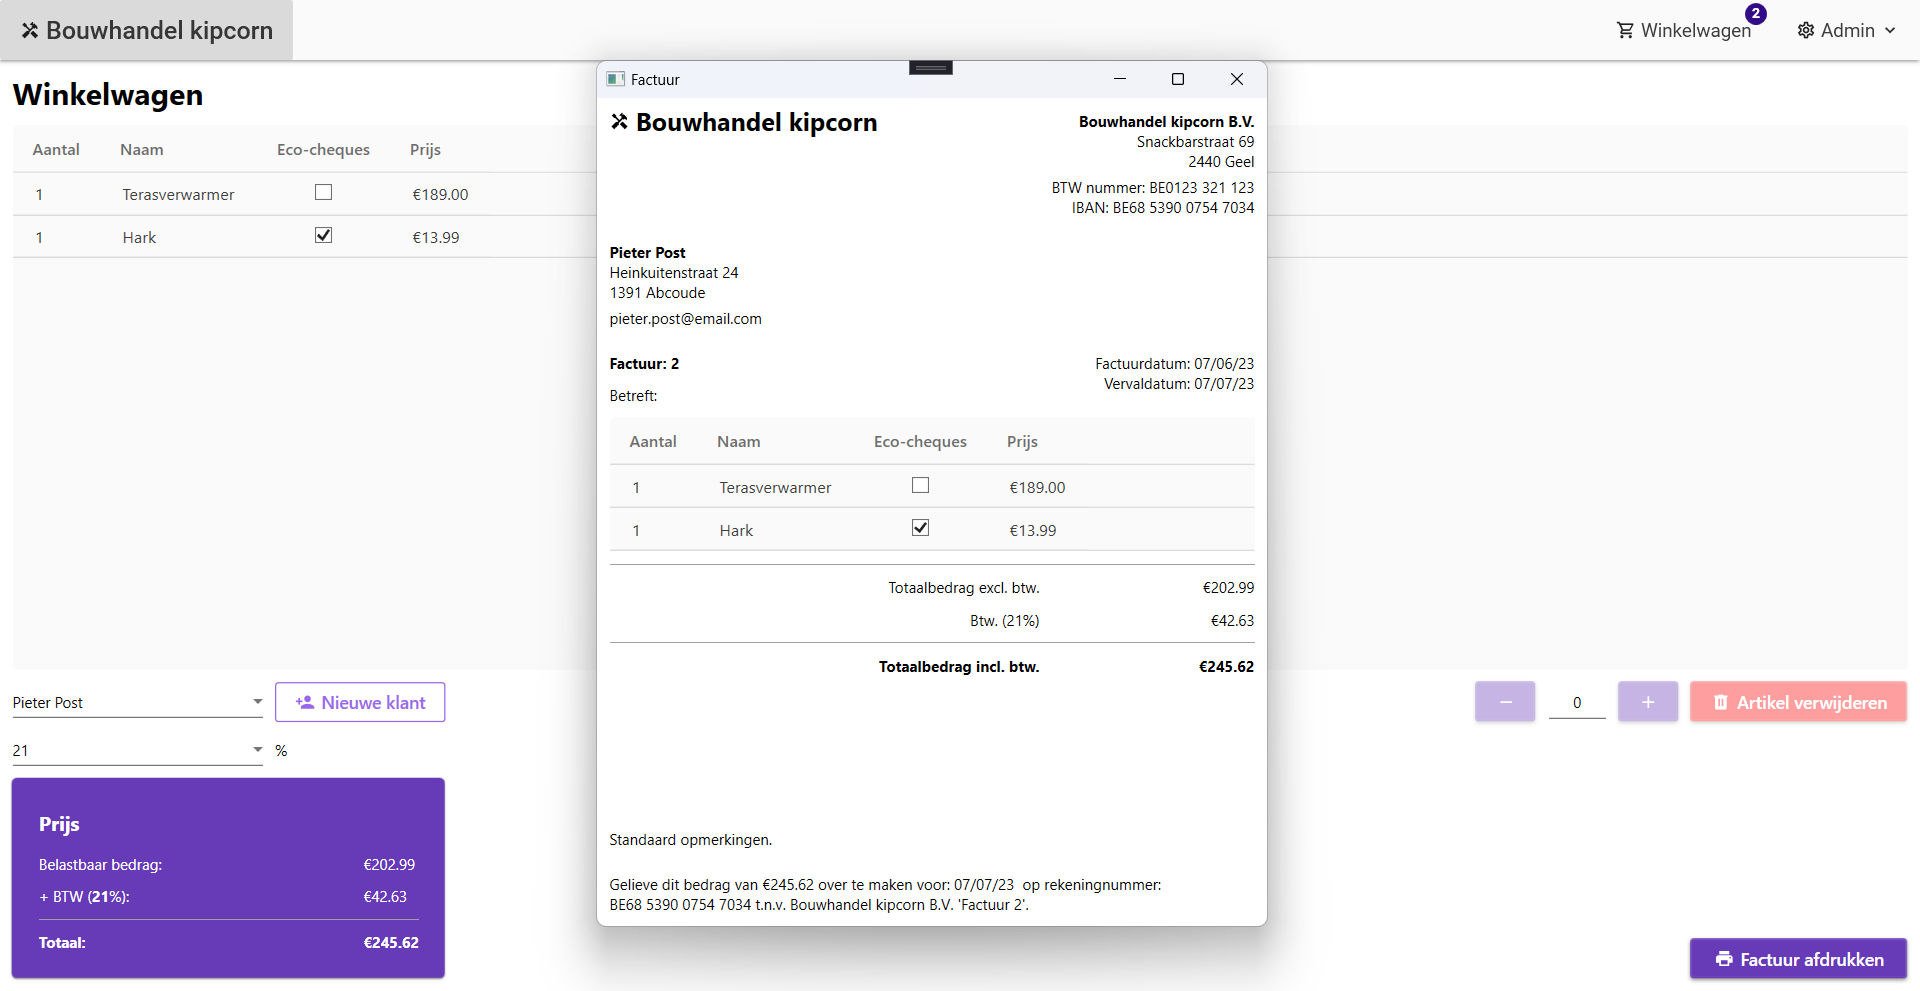 Bouwhandel kipcorn
Winkelwagen 2
Admin
Winkelwagen
Aantal Naam Eco-cheques Prijs
1 Terasverwarmer €189.00
1 Hark €13.99
Pieter Post
Nieuwe klant
21 %
Prijs
Belastbaar bedrag: €202.99
+ BTW (21%): €42.63
Totaal: €245.62
Factuur
Bouwhandel kipcorn
Bouwhandel kipcorn B.V.
Snackbarstraat 69
2440 Geel
BTW nummer: BE0123 321 123
IBAN: BE68 5390 0754 7034
Pieter Post
Heinkuitenstraat 24
1391 Abcoude
pieter.post@email.com
Factuur: 2
Factuurdatum: 07/06/23
Vervaldatum: 07/07/23
Betreft:
Aantal Naam Eco-cheques Prijs
1 Terasverwarmer €189.00
1 Hark €13.99
Totaalbedrag excl. btw. €202.99
Btw. (21%) €42.63
Totaalbedrag incl. btw. €245.62
Standaard opmerkingen.
Gelieve dit bedrag van €245.62 over te maken voor: 07/07/23 op rekeningnummer:
BE68 5390 0754 7034 t.n.v. Bouwhandel kipcorn B.V. 'Factuur 2'.
− 0 +
Artikel verwijderen
Factuur afdrukken